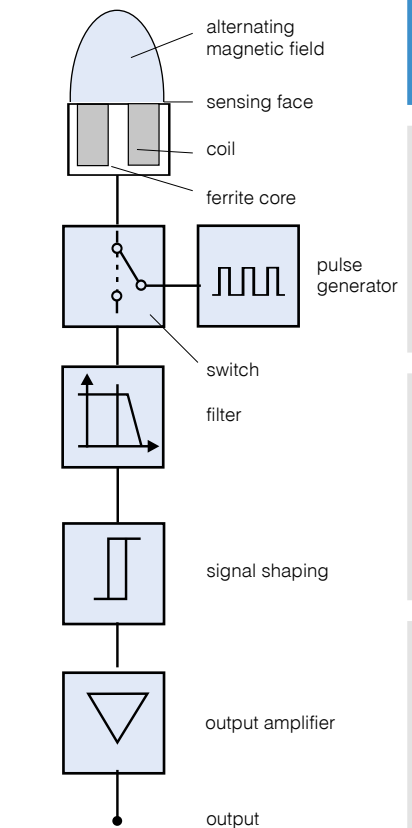 alternating
magnetic field
sensing face
coil
ferrite core
pulse
generator
switch
filter
signal shaping
output amplifier
output